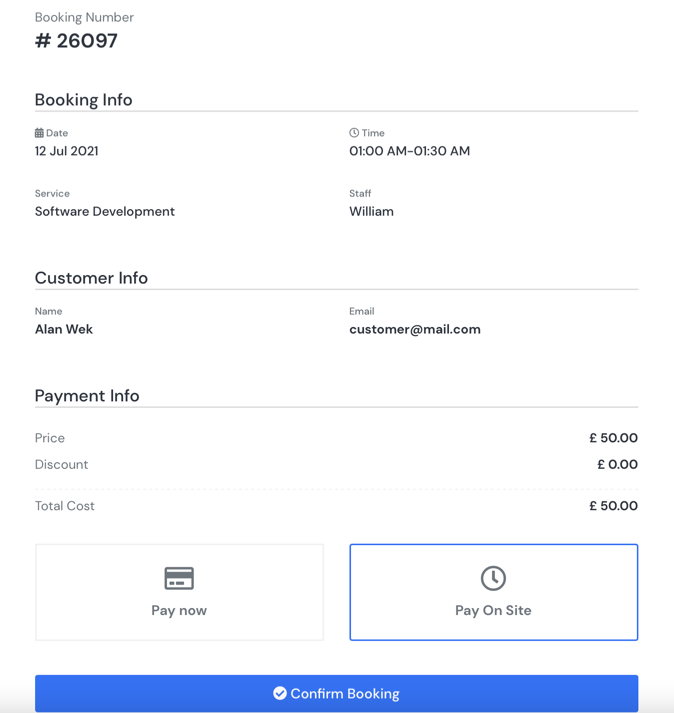 Booking Number
# 26097
Booking Info
Date
Time
12 Jul 2021
01:00 AM-01:30 AM
Service
Staff
Software Development
William
Customer Info
Name
Email
Alan Wek
customer@mail.com
Payment Info
Price
£ 50.00
Discount
£ 0.00
Total Cost
£ 50.00
Pay now
Pay On Site
Confirm Booking